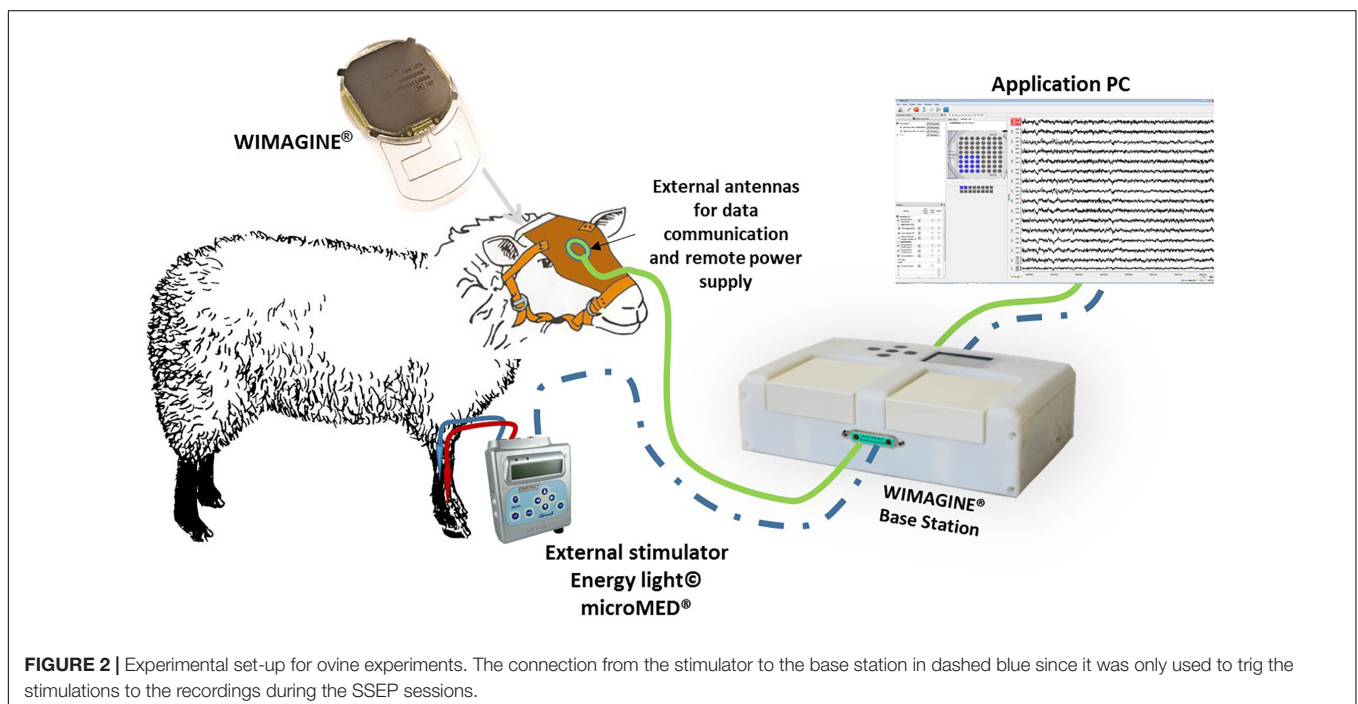 Application PC
WIMAGINE®
External antennas
for data
communication
and remote power
supply
WIMAGINE®
Base Station
External stimulator
Energy light©
microMED®
FIGURE 2 | Experimental set-up for ovine experiments. The connection from the stimulator to the base station in dashed blue since it was only used to trig the
stimulations to the recordings during the SSEP sessions.